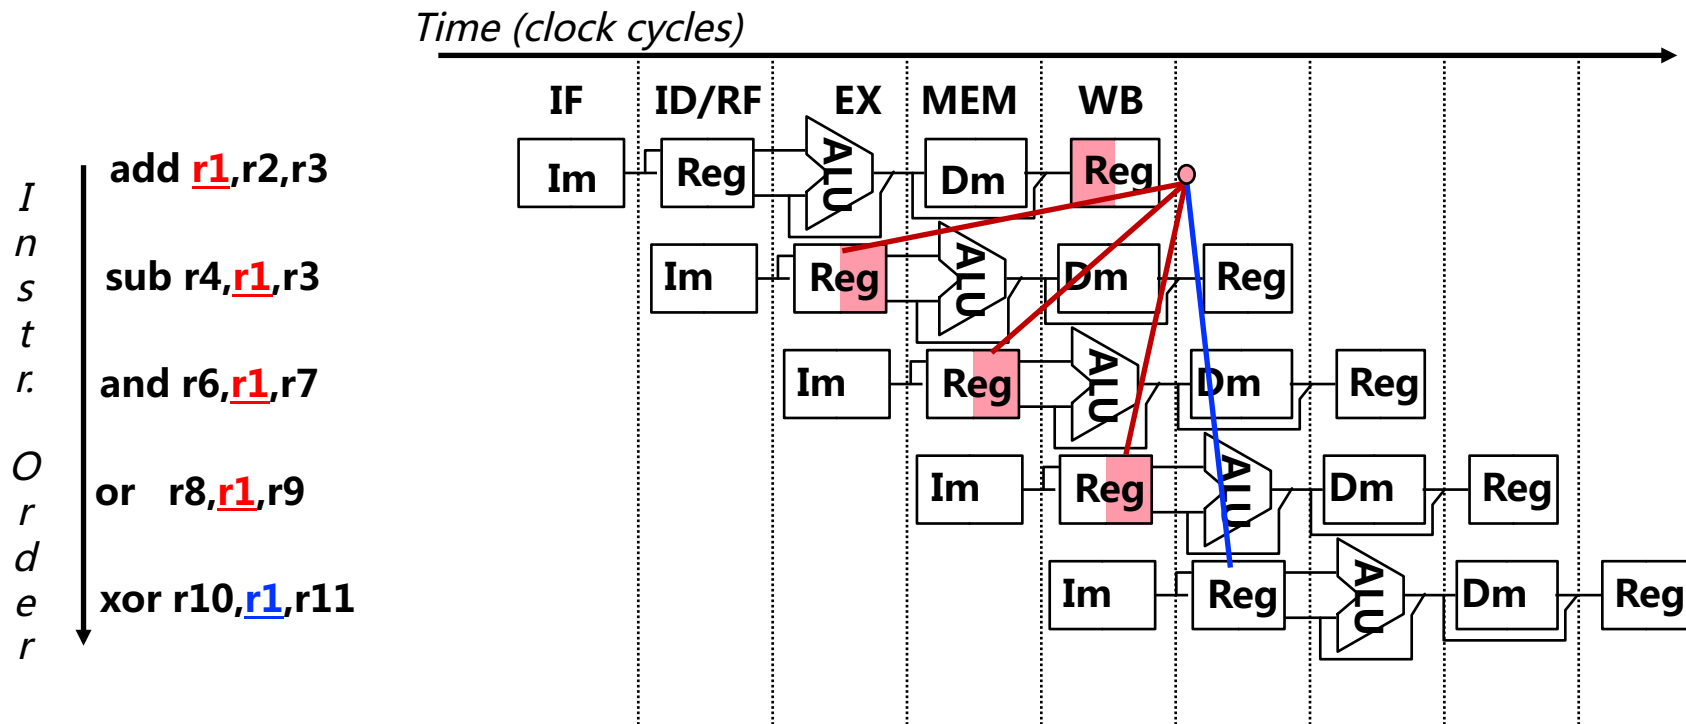 Time (clock cycles)
IF ID/RF EX MEM WB
Instr. Order
add r1,r2,r3
Im Reg ALU Dm Reg
sub r4,r1,r3
Im Reg ALU Dm Reg
and r6,r1,r7
Im Reg ALU Dm Reg
or r8,r1,r9
Im Reg ALU Dm Reg
xor r10,r1,r11
Im Reg ALU Dm Reg